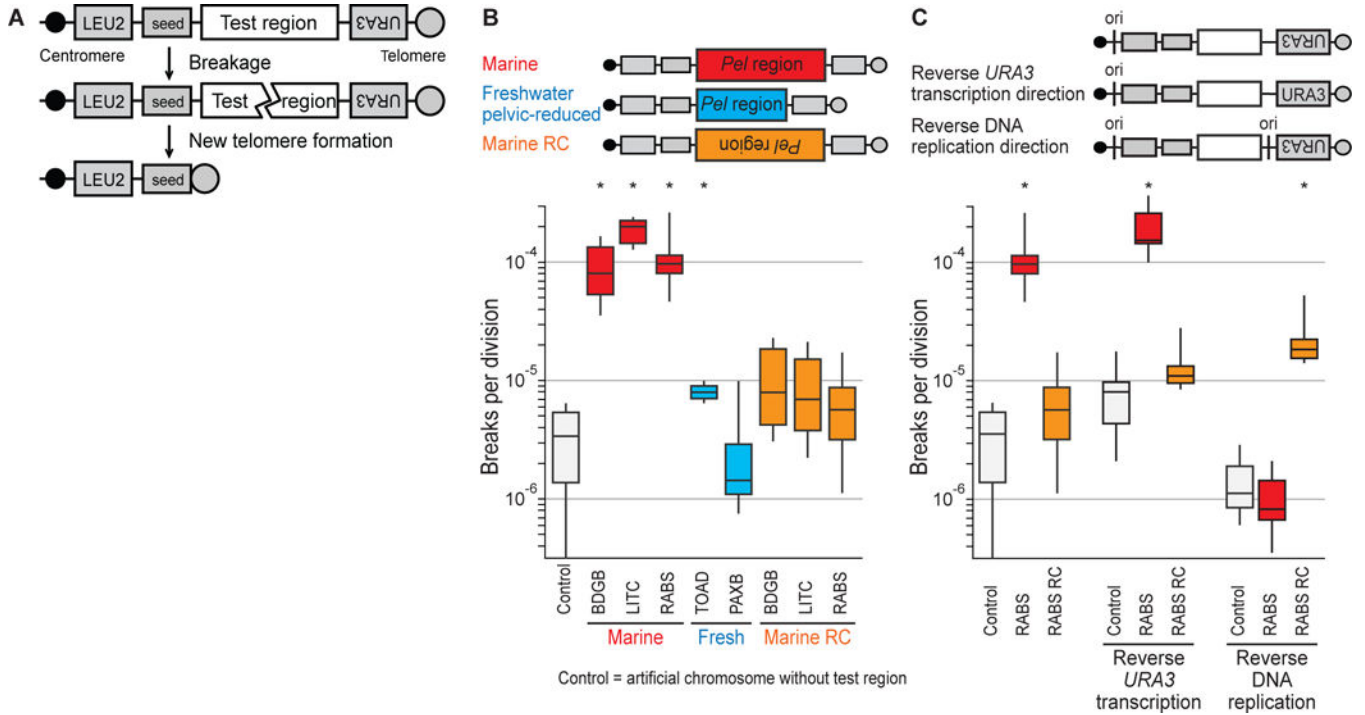 A
LEU2 seed Test region URA3
Centromere Telomere
Breakage
LEU2 seed Test region URA3
New telomere formation
LEU2 seed
B
Marine
Pel region
Freshwater
pelvic-reduced
Pel region
Marine RC
Pel region
* * * *
Breaks per division
10-4
10-5
10-6
Control
BDGB
LITC
RABS
TOAD
PAXB
BDGB
LITC
RABS
Marine Fresh Marine RC
Control = artificial chromosome without test region
C
ori
URA3
Reverse URA3
transcription direction
ori
URA3
Reverse DNA
replication direction
ori ori
URA3
* * *
Breaks per division
10-4
10-5
10-6
Control
RABS
RABS RC
Control
RABS
RABS RC
Control
RABS
RABS RC
Reverse
URA3
transcription
Reverse
DNA
replication